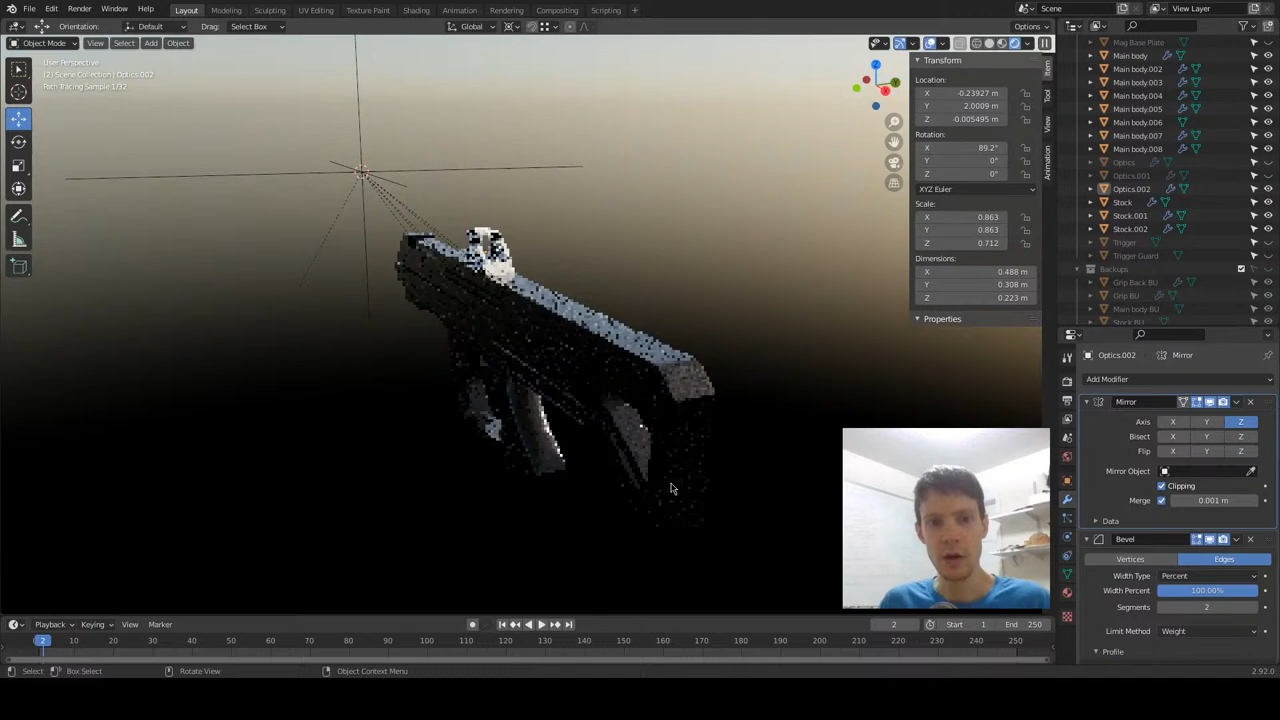 File Edit Render Window Help Layout Modeling Sculpting UV Editing Texture Paint Shading Animation Rendering Compositing Scripting + Scene View Layer
Orientation: Default Drag: Select Box Global Options
Object Mode View Select Add Object
User Perspective
(2) Scene Collection | Optics.002
Path Tracing Sample 1/32
Z
Y
X
Transform
Location:
X -0.23927 m
Y 2.0009 m
Z -0.005495 m
Rotation:
X 89.2°
Y 0°
Z 0°
XYZ Euler
Scale:
X 0.863
Y 0.863
Z 0.712
Dimensions:
X 0.488 m
Y 0.308 m
Z 0.223 m
Properties
Item
Tool
View
Animation
Mag Base Plate
Main body
Main body.002
Main body.003
Main body.004
Main body.005
Main body.006
Main body.007
Main body.008
Optics
Optics.001
Optics.002
Stock
Stock.001
Stock.002
Trigger
Trigger Guard
Backups
Grip Back BU
Grip BU
Main body BU
Stock BU
Optics.002 Mirror
Add Modifier
Mirror
Axis X Y Z
Bisect X Y Z
Flip X Y Z
Mirror Object
Clipping
Merge 0.001 m
Data
Bevel
Vertices Edges
Width Type Percent
Width Percent 100.00%
Segments 2
Limit Method Weight
Profile
Playback Keying View Marker 2 Start 1 End 250
2 10 20 30 40 50 60 70 80 90 100 110 120 130 140 150 160 170 180 190 200 210 220 230 240 250
Select Box Select Rotate View Object Context Menu 2.92.0